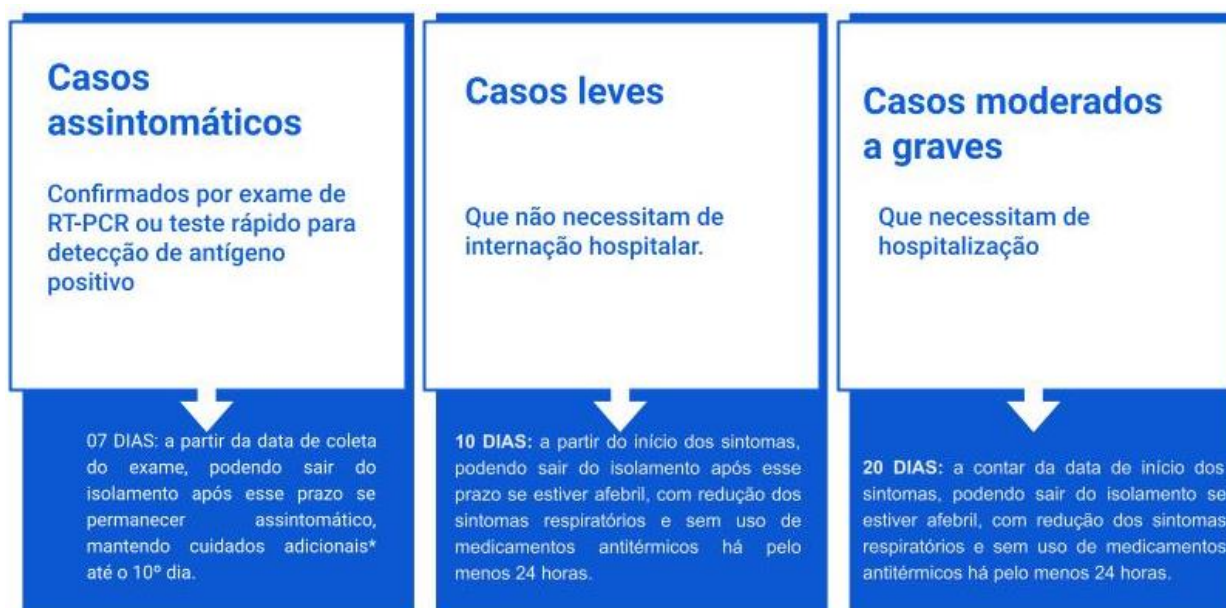 Casos
assintomáticos
Confirmados por exame de
RT-PCR ou teste rápido para
detecção de antígeno
positivo
07 DIAS: a partir da data de coleta
do exame, podendo sair do
isolamento após esse prazo se
permanecer assintomático,
mantendo cuidados adicionais*
até o 10º dia.
Casos leves
Que não necessitam de
internação hospitalar.
10 DIAS: a partir do início dos sintomas,
podendo sair do isolamento após esse
prazo se estiver afebril, com redução dos
sintomas respiratórios e sem uso de
medicamentos antitérmicos há pelo
menos 24 horas.
Casos moderados
a graves
Que necessitam de
hospitalização
20 DIAS: a contar da data de início dos
sintomas, podendo sair do isolamento se
estiver afebril, com redução dos sintomas
respiratórios e sem uso de medicamentos
antitérmicos há pelo menos 24 horas.